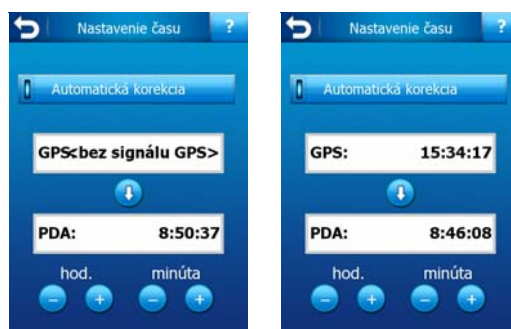 Nastavenie času ?
Automatická korekcia
GPS<bez signálu GPS>
PDA: 8:50:37
hod. minúta
- + - +
Nastavenie času ?
Automatická korekcia
GPS: 15:34:17
PDA: 8:46:08
hod. minúta
- + - +